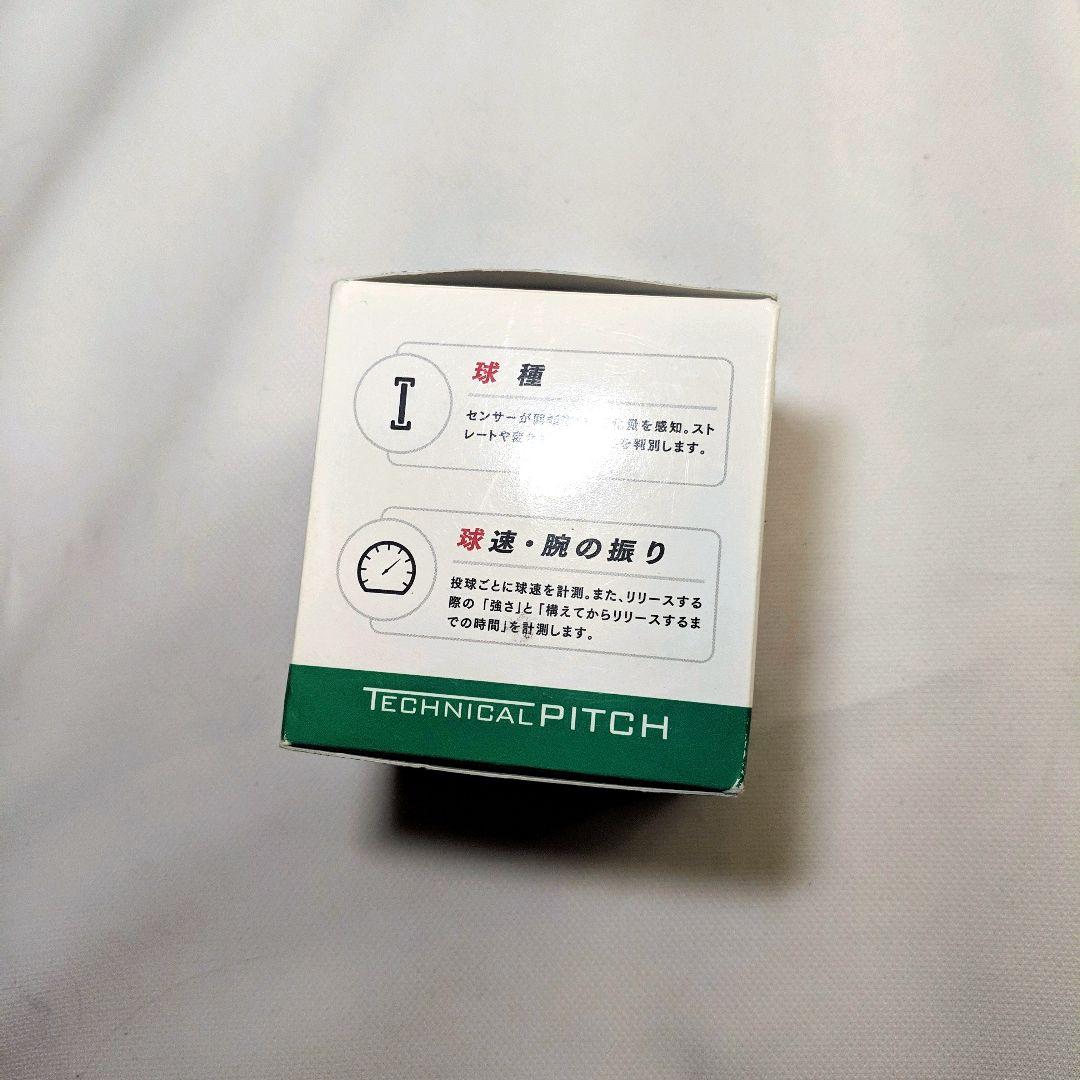 球種
センサーが 徴を感知。スト
レートや を判別します。
球速・腕の振り
投球ごとに球速を計測。また、リリースする
際の「強さ」と「構えてからリリースするま
での時間」を計測します。
TECHNICALPITCH